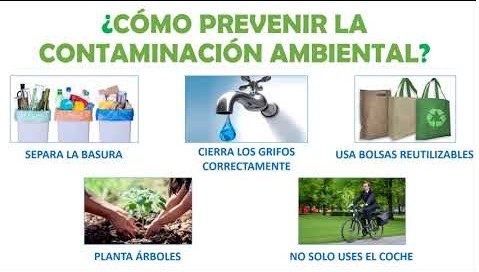 ¿CÓMO PREVENIR LA
CONTAMINACIÓN AMBIENTAL?
SEPARA LA BASURA
CIERRA LOS GRIFOS
CORRECTAMENTE
USA BOLSAS REUTILIZABLES
PLANTA ÁRBOLES
NO SOLO USES EL COCHE